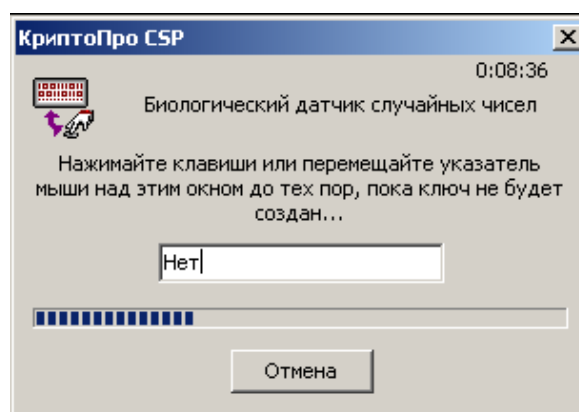 КриптоПро CSP
0:08:36
Биологический датчик случайных чисел
Нажимайте клавиши или перемещайте указатель
мыши над этим окном до тех пор, пока ключ не будет
создан...
Нет
Отмена